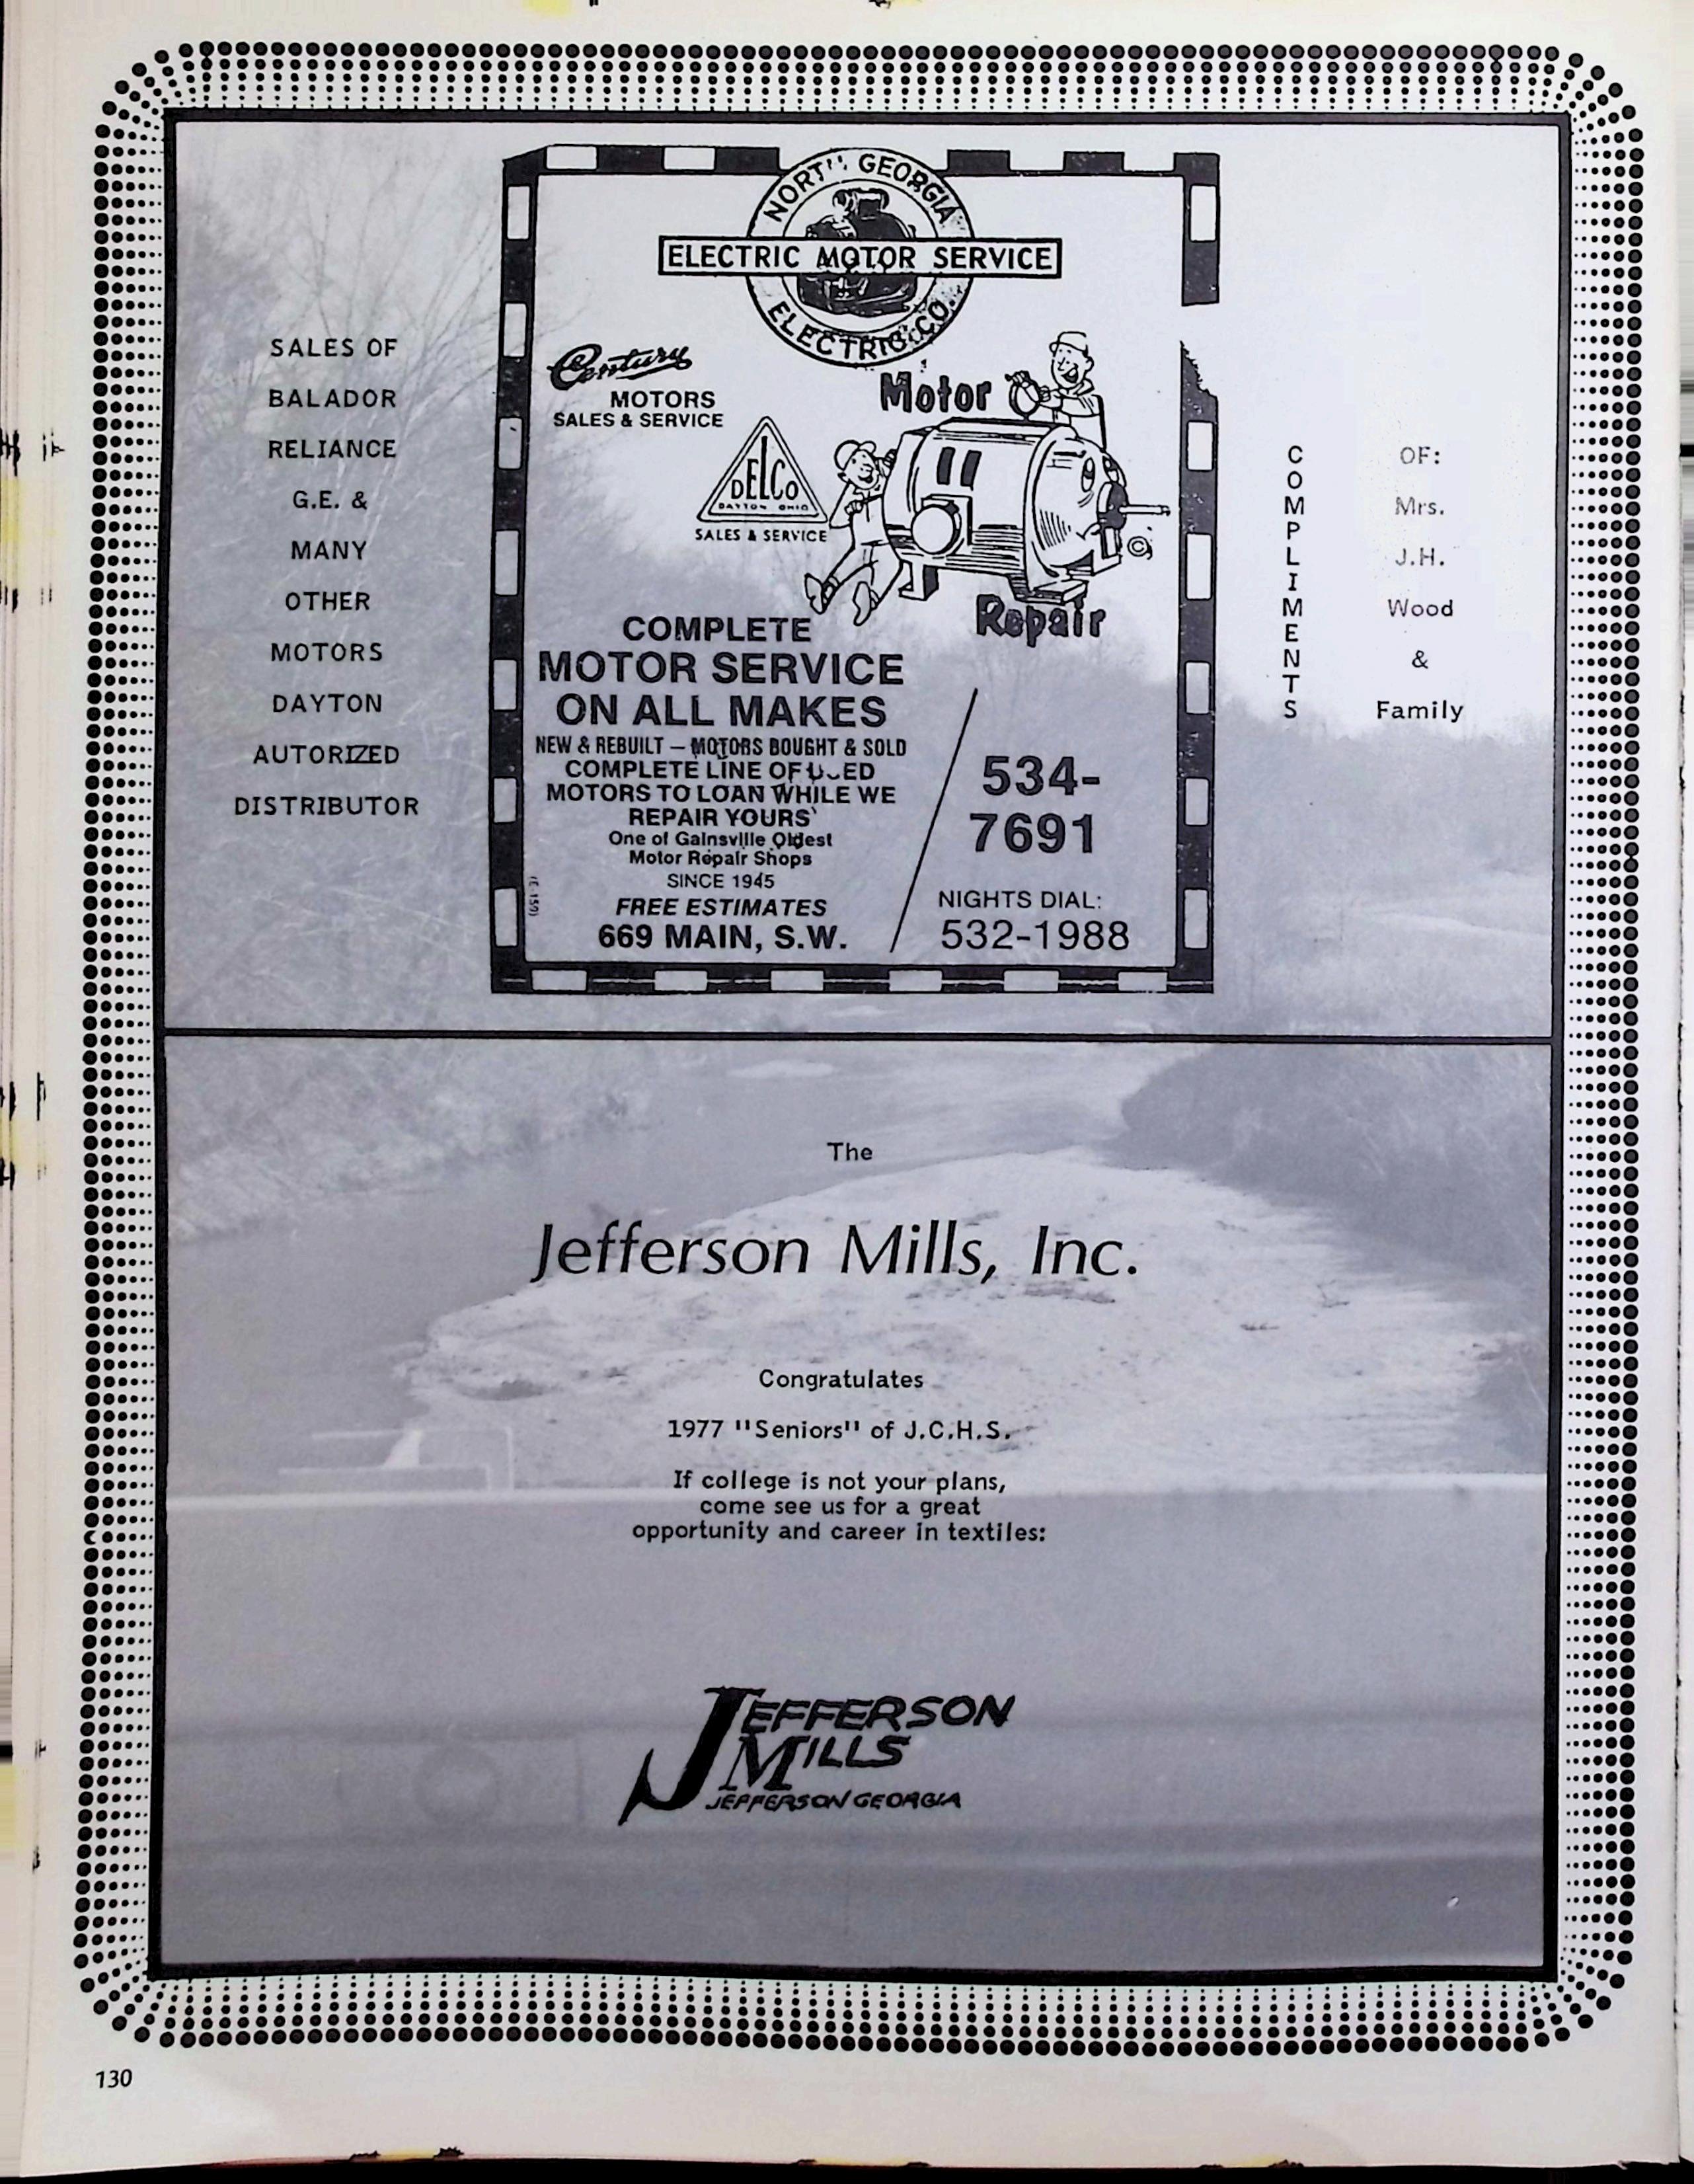 SALES OF
BALADOR
RELIANCE
G.E. &
MANY
OTHER
MOTORS
DAYTON
AUTORIZED
DISTRIBUTOR
NORTH GEORGIA
ELECTRIC MOTOR SERVICE
ELECTRIC CO.
Century
MOTORS
SALES & SERVICE
DELCO
DAYTON OHIO
SALES & SERVICE
Motor
Repair
©
COMPLETE
MOTOR SERVICE
ON ALL MAKES
NEW & REBUILT — MOTORS BOUGHT & SOLD
COMPLETE LINE OF USED
MOTORS TO LOAN WHILE WE
REPAIR YOURS
One of Gainsville Oldest
Motor Repair Shops
SINCE 1945
FREE ESTIMATES
669 MAIN, S.W.
534-
7691
NIGHTS DIAL:
532-1988
COMPLIMENTS
OF:
Mrs.
J.H.
Wood
&
Family
The
Jefferson Mills, Inc.
Congratulates
1977 "Seniors" of J.C.H.S.
If college is not your plans,
come see us for a great
opportunity and career in textiles:
JEFFERSON
MILLS
JEFFERSON GEORGIA
130